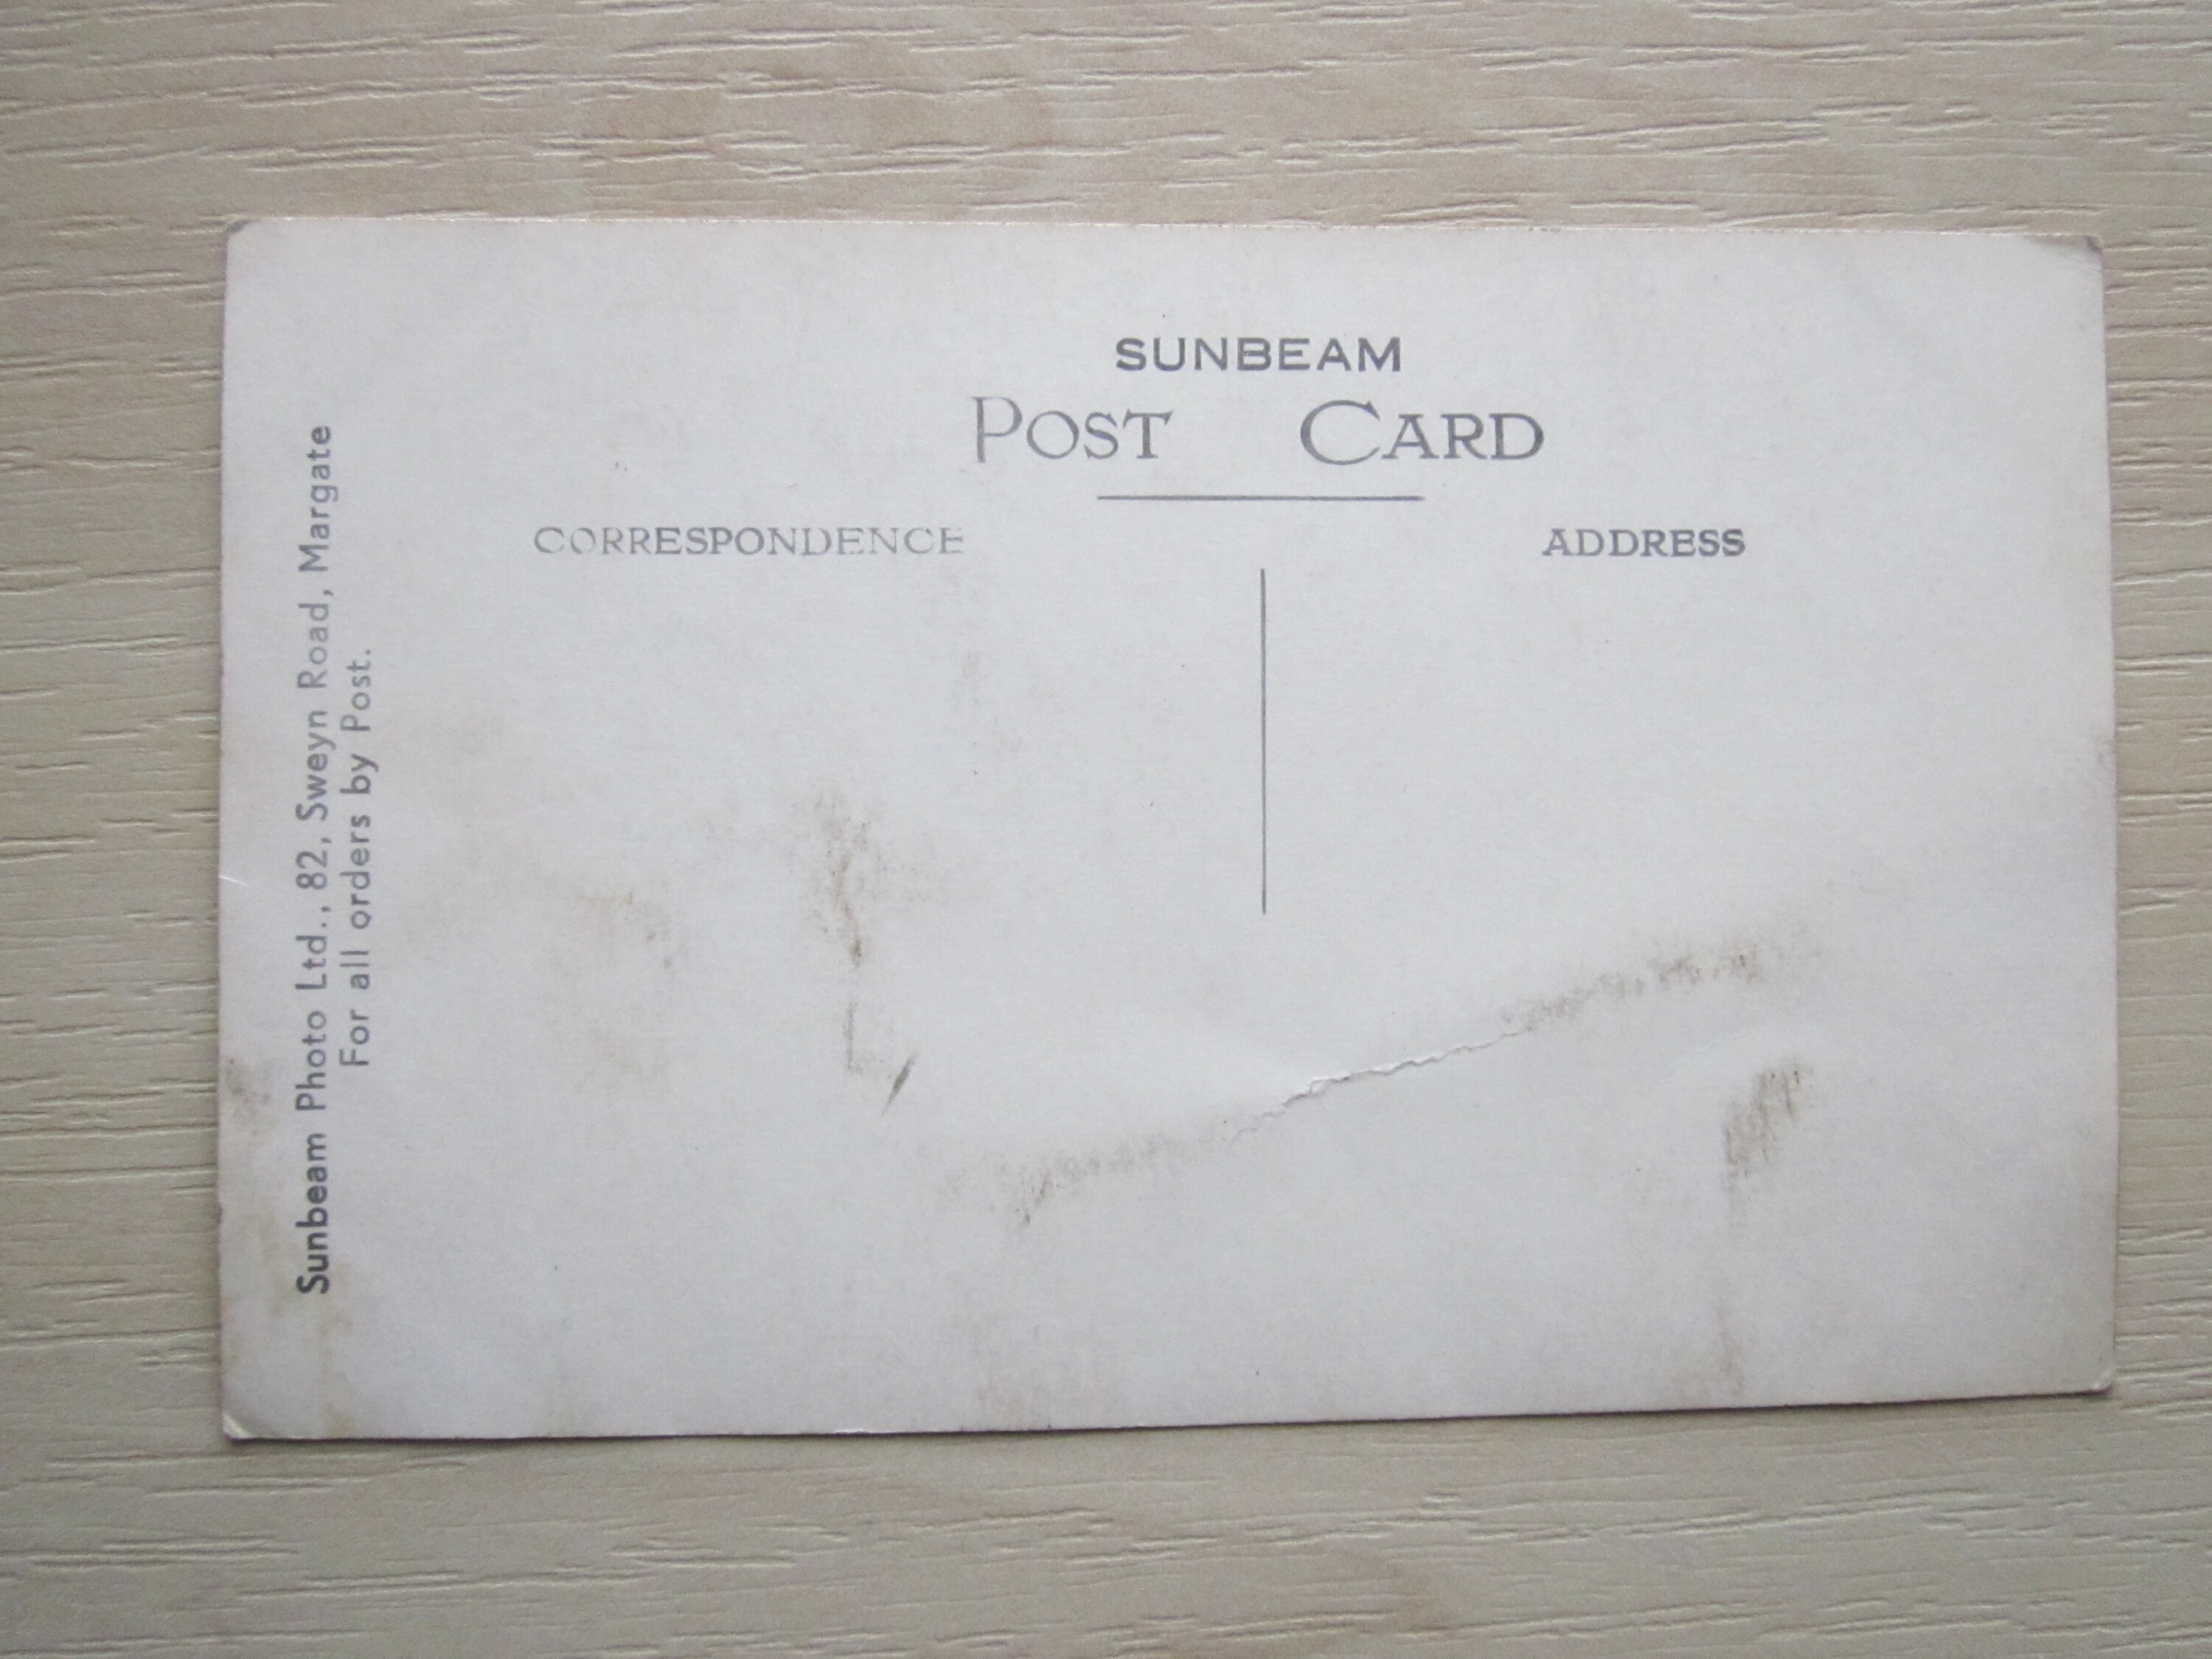 SUNBEAM
POST CARD
CORRESPONDENCE
ADDRESS
Sunbeam Photo Ltd., 82, Sweyn Road, Margate
For all orders by Post.